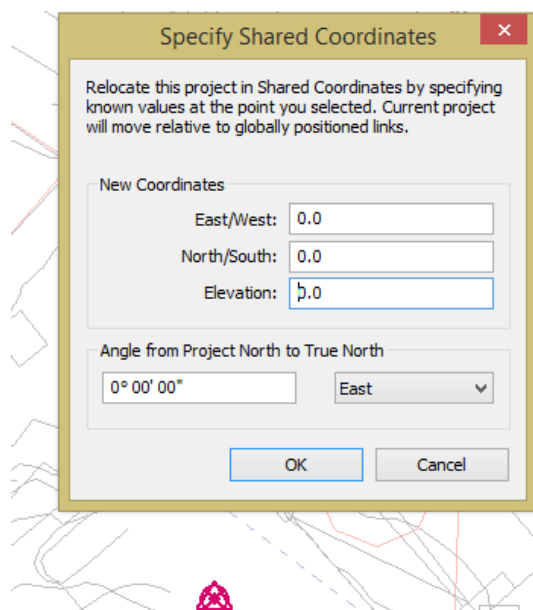 Specify Shared Coordinates
Relocate this project in Shared Coordinates by specifying
known values at the point you selected. Current project
will move relative to globally positioned links.
New Coordinates
East/West: 0.0
North/South: 0.0
Elevation: 0.0
Angle from Project North to True North
0° 00' 00" East
OK Cancel